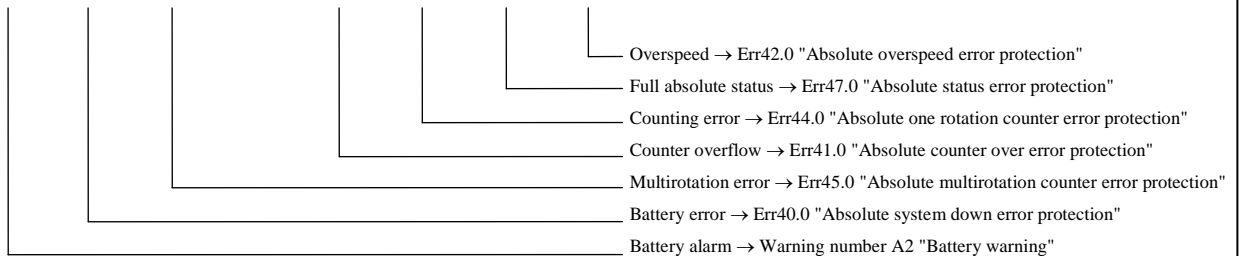 Overspeed → Err42.0 "Absolute overspeed error protection"
Full absolute status → Err47.0 "Absolute status error protection"
Counting error → Err44.0 "Absolute one rotation counter error protection"
Counter overflow → Err41.0 "Absolute counter over error protection"
Multirotation error → Err45.0 "Absolute multirotation counter error protection"
Battery error → Err40.0 "Absolute system down error protection"
Battery alarm → Warning number A2 "Battery warning"